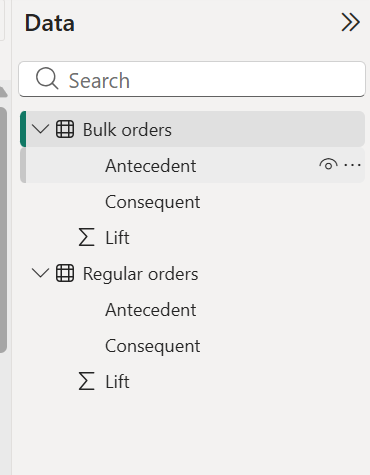 Data
Search
Bulk orders
Antecedent
Consequent
Lift
Regular orders
Antecedent
Consequent
Lift